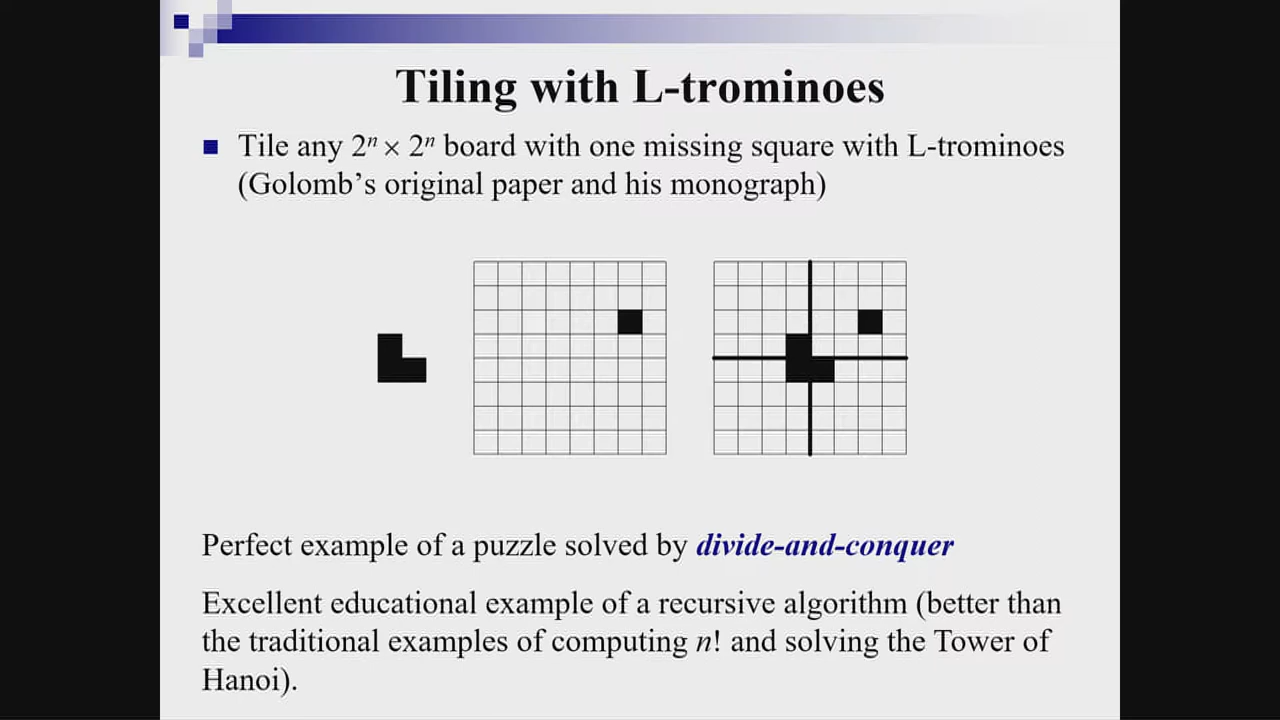 Tiling with L-trominoes
Tile any 2ⁿ × 2ⁿ board with one missing square with L-trominoes
(Golomb’s original paper and his monograph)
Perfect example of a puzzle solved by divide-and-conquer
Excellent educational example of a recursive algorithm (better than
the traditional examples of computing n! and solving the Tower of
Hanoi).